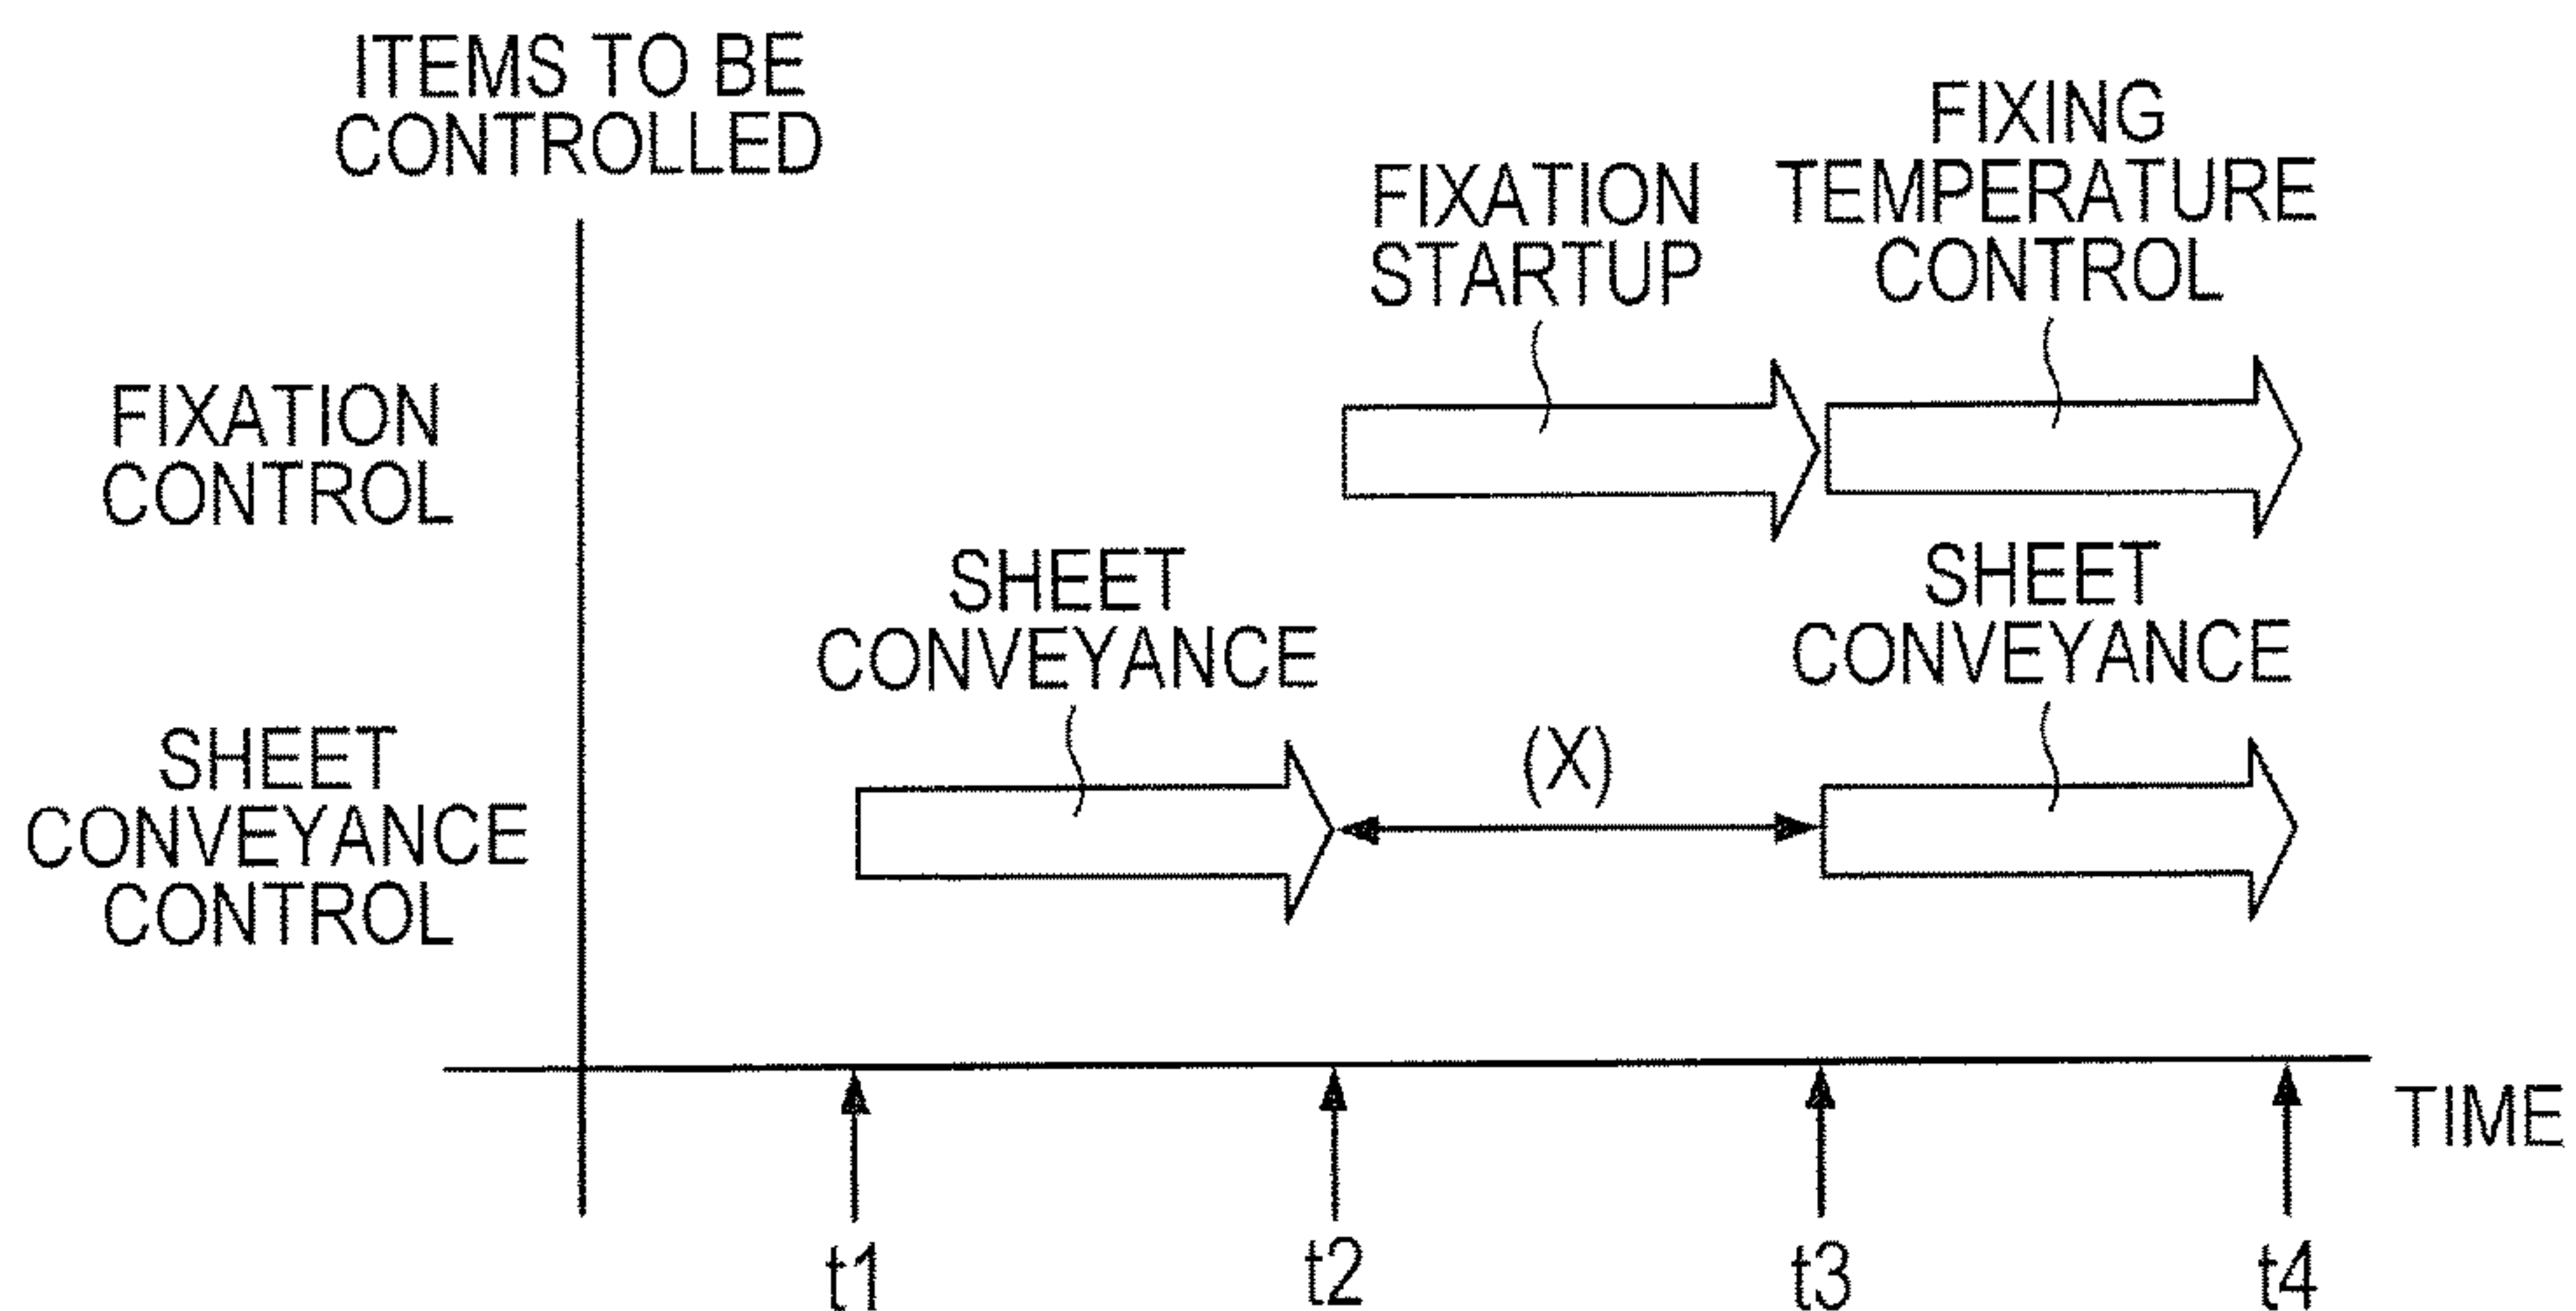 ITEMS TO BE
CONTROLLED
FIXATION
STARTUP
FIXING
TEMPERATURE
CONTROL
FIXATION
CONTROL
SHEET
CONVEYANCE
SHEET
CONVEYANCE
(X)
SHEET
CONVEYANCE
CONTROL
TIME
t1
t2
t3
t4